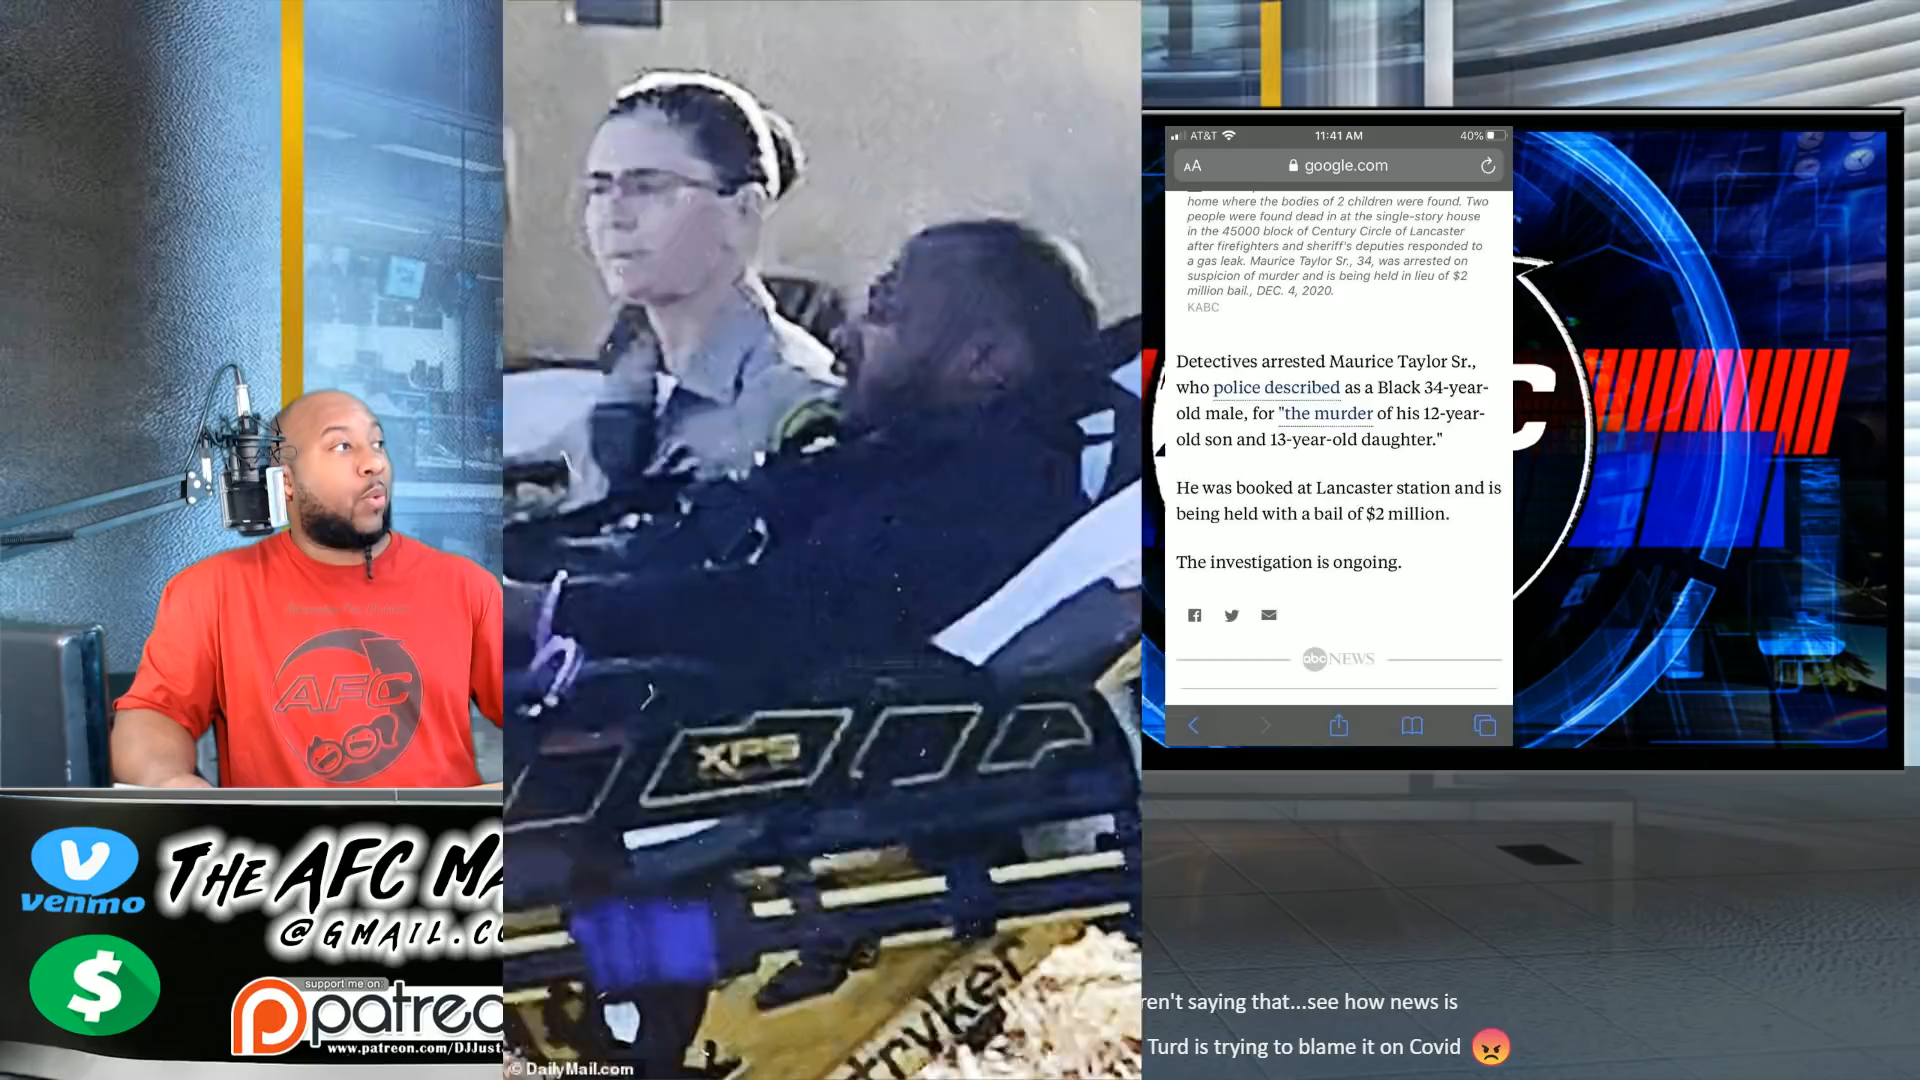 AT&T
11:41 AM
40%
AA
google.com
home where the bodies of 2 children were found. Two
people were found dead in at the single-story house
in the 45000 block of Century Circle of Lancaster
after firefighters and sheriff's deputies responded to
a gas leak. Maurice Taylor Sr., 34, was arrested on
suspicion of murder and is being held in lieu of $2
million bail., DEC. 4, 2020.
KABC
Detectives arrested Maurice Taylor Sr.,
who police described as a Black 34-year-
old male, for "the murder of his 12-year-
old son and 13-year-old daughter."
He was booked at Lancaster station and is
being held with a bail of $2 million.
The investigation is ongoing.
abc NEWS
C
AFC
XPS
stryker
© DailyMail.com
venmo
THE AFC MA
@GMAIL.CO
$
support me on:
patreo
www.patreon.com/DJJust
ren't saying that...see how news is
Turd is trying to blame it on Covid